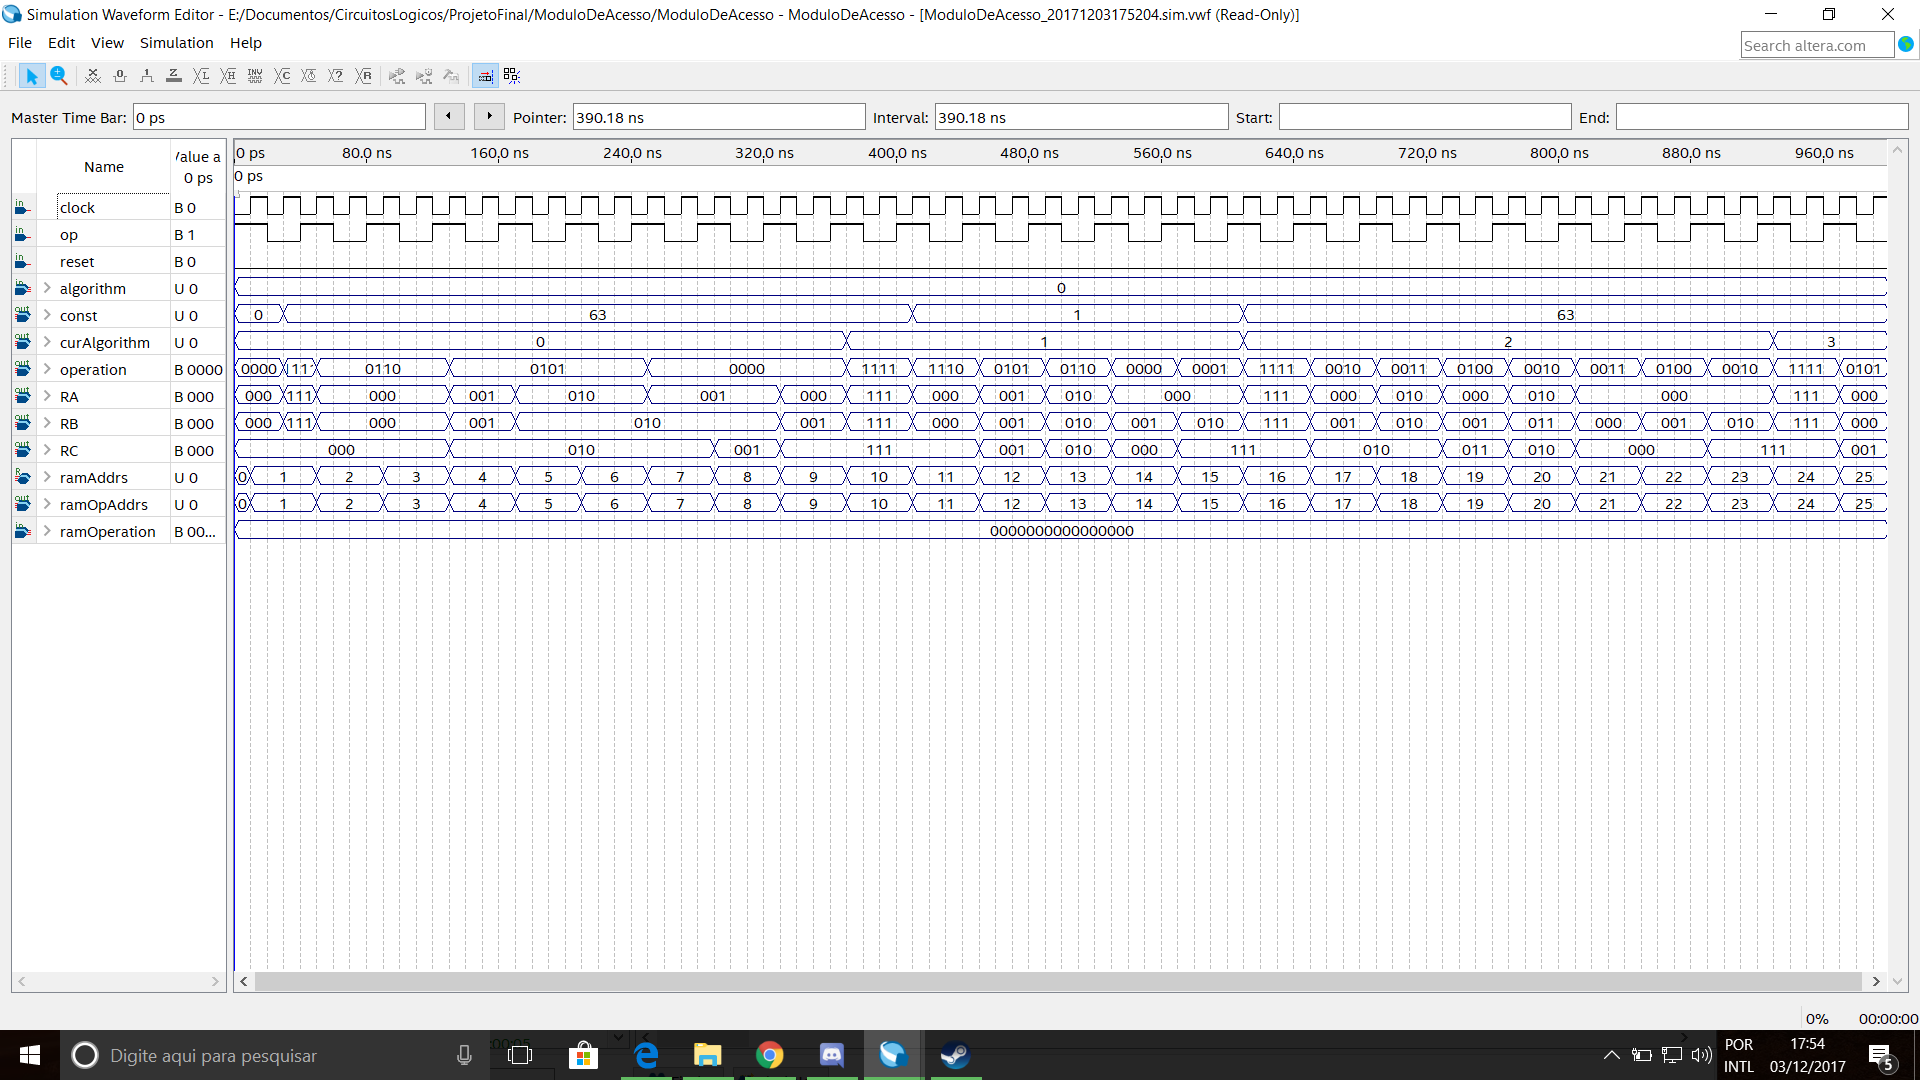 Simulation Waveform Editor - E:/Documentos/CircuitosLogicos/ProjetoFinal/ModuloDeAcesso/ModuloDeAcesso - ModuloDeAcesso - [ModuloDeAcesso_20171203175204.sim.vwf (Read-Only)]
File Edit View Simulation Help
Search altera.com
Master Time Bar: 0 ps Pointer: 390.18 ns Interval: 390.18 ns Start: End:
Name Value a 0 ps
0 ps 80.0 ns 160.0 ns 240.0 ns 320.0 ns 400.0 ns 480.0 ns 560.0 ns 640.0 ns 720.0 ns 800.0 ns 880.0 ns 960.0 ns
0 ps
clock B 0
op B 1
reset B 0
algorithm U 0 0
const U 0 0 63 1 63
curAlgorithm U 0 0 1 2 3
operation B 0000 0000 111 0110 0101 0000 1111 1110 0101 0110 0000 0001 1111 0010 0011 0100 0010 0011 0100 0010 1111 0101
RA B 000 000 111 000 001 010 001 000 111 000 001 010 000 111 000 010 000 010 000 111 000
RB B 000 000 111 000 001 010 001 111 000 001 010 001 010 111 001 010 001 011 000 001 010 111 000
RC B 000 000 010 001 111 001 010 000 111 010 011 010 000 111 001
ramAddrs U 0 0 1 2 3 4 5 6 7 8 9 10 11 12 13 14 15 16 17 18 19 20 21 22 23 24 25
ramOpAddrs U 0 0 1 2 3 4 5 6 7 8 9 10 11 12 13 14 15 16 17 18 19 20 21 22 23 24 25
ramOperation B 00... 0000000000000000
0% 00:00:00
Digite aqui para pesquisar
POR 17:54
INTL 03/12/2017 5